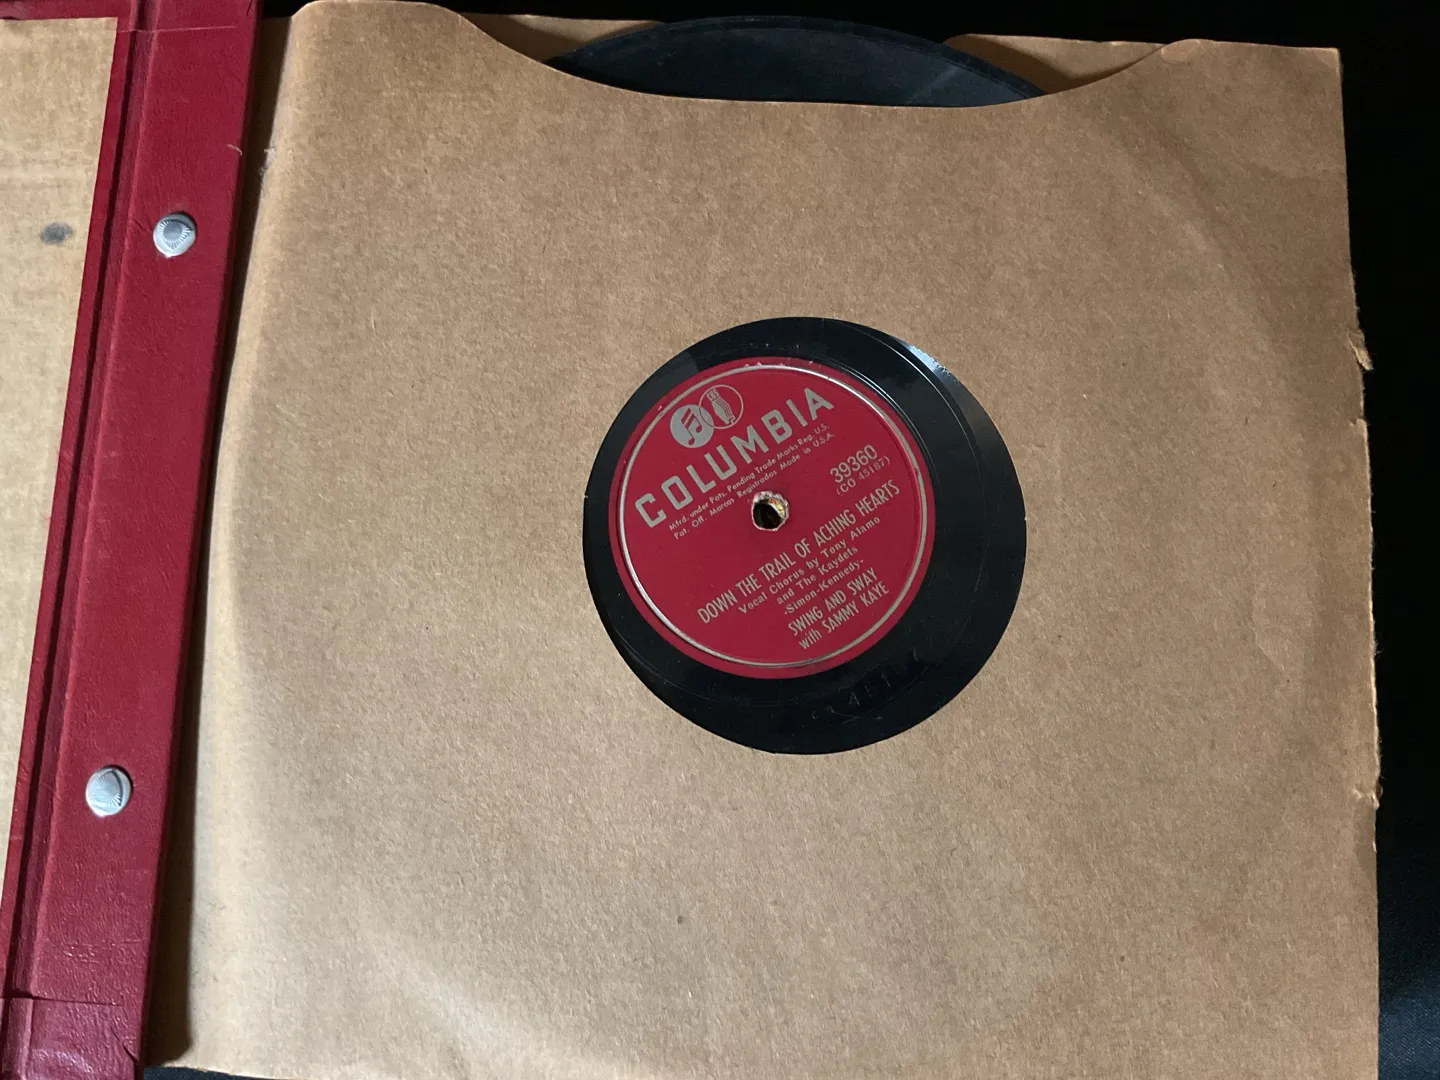 CBS
COLUMBIA
Mfrd. under Pats. Pending Trade Marks Reg. U.S.
Pat. Off. Marcas Registradas Made in U.S.A.
39360
(CO 45187)
DOWN THE TRAIL OF ACHING HEARTS
Vocal Chorus by Tony Alamo
and The Kaydets
-Simon-Kennedy-
SWING AND SWAY
with SAMMY KAYE